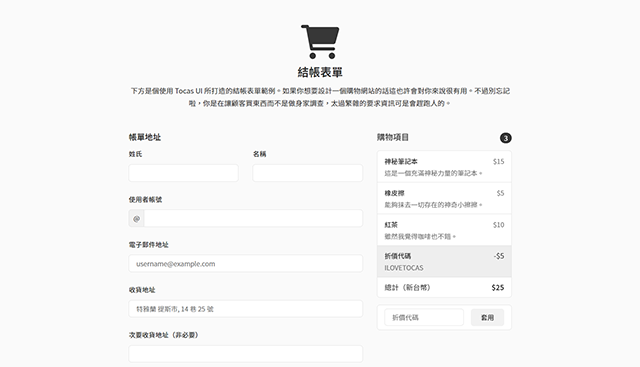 結帳表單
下方是個使用 Tocas UI 所打造的結帳表單範例。如果你想要設計一個購物網站的話這也許會對你來說很有用。不過別忘記
啦，你是在讓顧客買東西而不是做身家調查，太過繁雜的要求資訊可是會趕跑人的。
帳單地址
姓氏
名稱
使用者帳號
@
電子郵件地址
username@example.com
收貨地址
特雅蘭 提斯市, 14 巷 25 號
次要收貨地址（非必要）
購物項目
3
神秘筆記本
$15
這是一個充滿神秘力量的筆記本。
橡皮擦
$5
能夠抹去一切存在的神奇小擦擦。
紅茶
$10
雖然我覺得咖啡也不錯。
折價代碼
-$5
ILOVETOCAS
總計（新台幣）
$25
折價代碼
套用